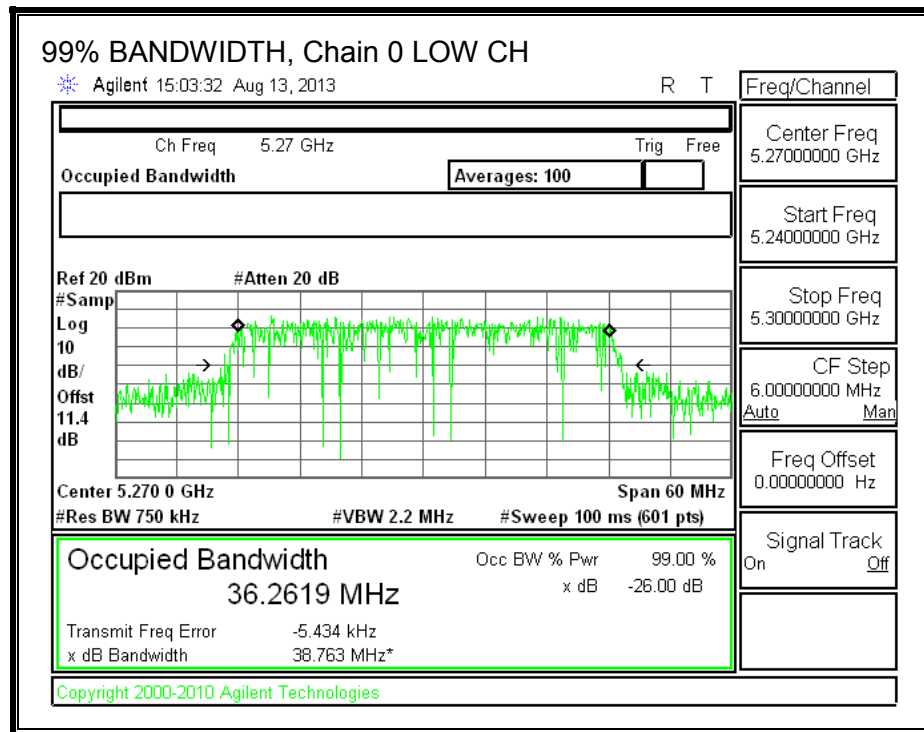 99% BANDWIDTH, Chain 0 LOW CH
Agilent 15:03:32 Aug 13, 2013 R T
Freq/Channel
Ch Freq 5.27 GHz Trig Free
Occupied Bandwidth Averages: 100
Center Freq
5.27000000 GHz
Start Freq
5.24000000 GHz
Stop Freq
5.30000000 GHz
CF Step
6.00000000 MHz
Auto Man
Freq Offset
0.00000000 Hz
Signal Track
On Off
Ref 20 dBm #Atten 20 dB
#Samp
Log
10
dB/
Offst
11.4
dB
Center 5.270 0 GHz Span 60 MHz
#Res BW 750 kHz #VBW 2.2 MHz #Sweep 100 ms (601 pts)
Occupied Bandwidth Occ BW % Pwr 99.00 %
36.2619 MHz x dB -26.00 dB
Transmit Freq Error -5.434 kHz
x dB Bandwidth 38.763 MHz*
Copyright 2000-2010 Agilent Technologies